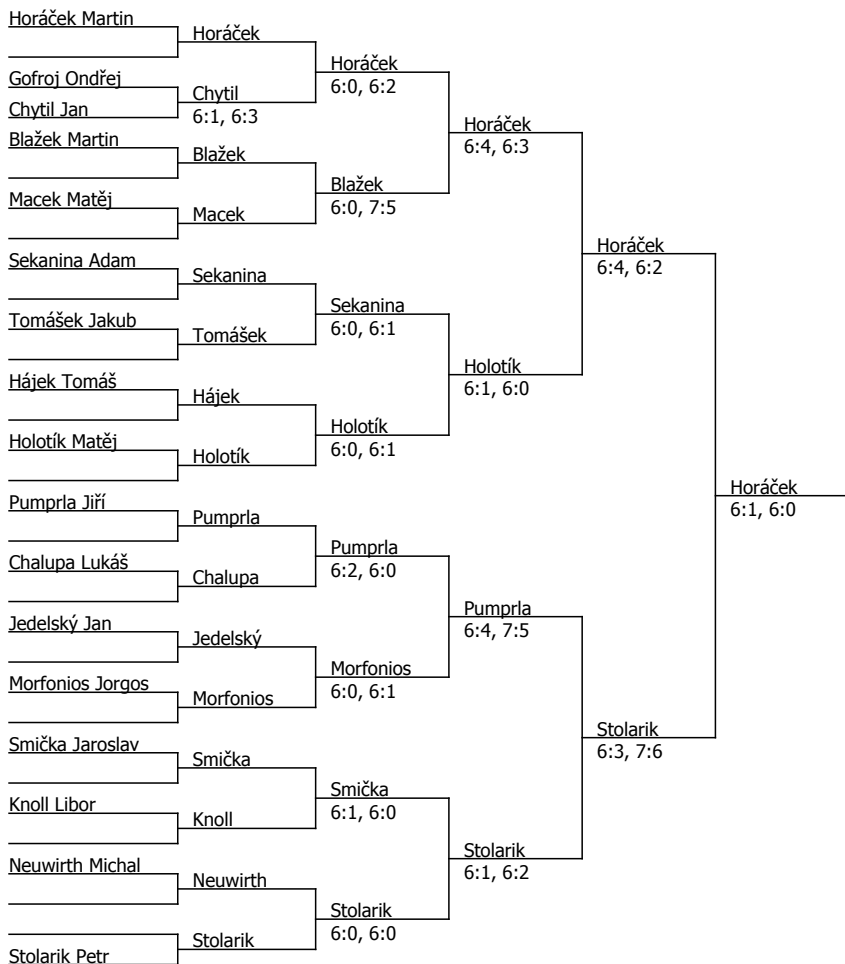 Horáček Martin
Gofroj Ondřej
Chytil Jan
Blažek Martin
Macek Matěj
Sekanina Adam
Tomášek Jakub
Hájek Tomáš
Holotík Matěj
Pumprla Jiří
Chalupa Lukáš
Jedelský Jan
Morfonios Jorgos
Smička Jaroslav
Knoll Libor
Neuwirth Michal
Stolarik Petr
Horáček
Chytil
6:1, 6:3
Blažek
Macek
Sekanina
Tomášek
Hájek
Holotík
Pumprla
Chalupa
Jedelský
Morfonios
Smička
Knoll
Neuwirth
Stolarik
Horáček
6:0, 6:2
Blažek
6:0, 7:5
Sekanina
6:0, 6:1
Holotík
6:0, 6:1
Pumprla
6:2, 6:0
Morfonios
6:0, 6:1
Smička
6:1, 6:0
Stolarik
6:0, 6:0
Horáček
6:4, 6:3
Holotík
6:1, 6:0
Pumprla
6:4, 7:5
Stolarik
6:1, 6:2
Horáček
6:4, 6:2
Stolarik
6:3, 7:6
Horáček
6:1, 6:0